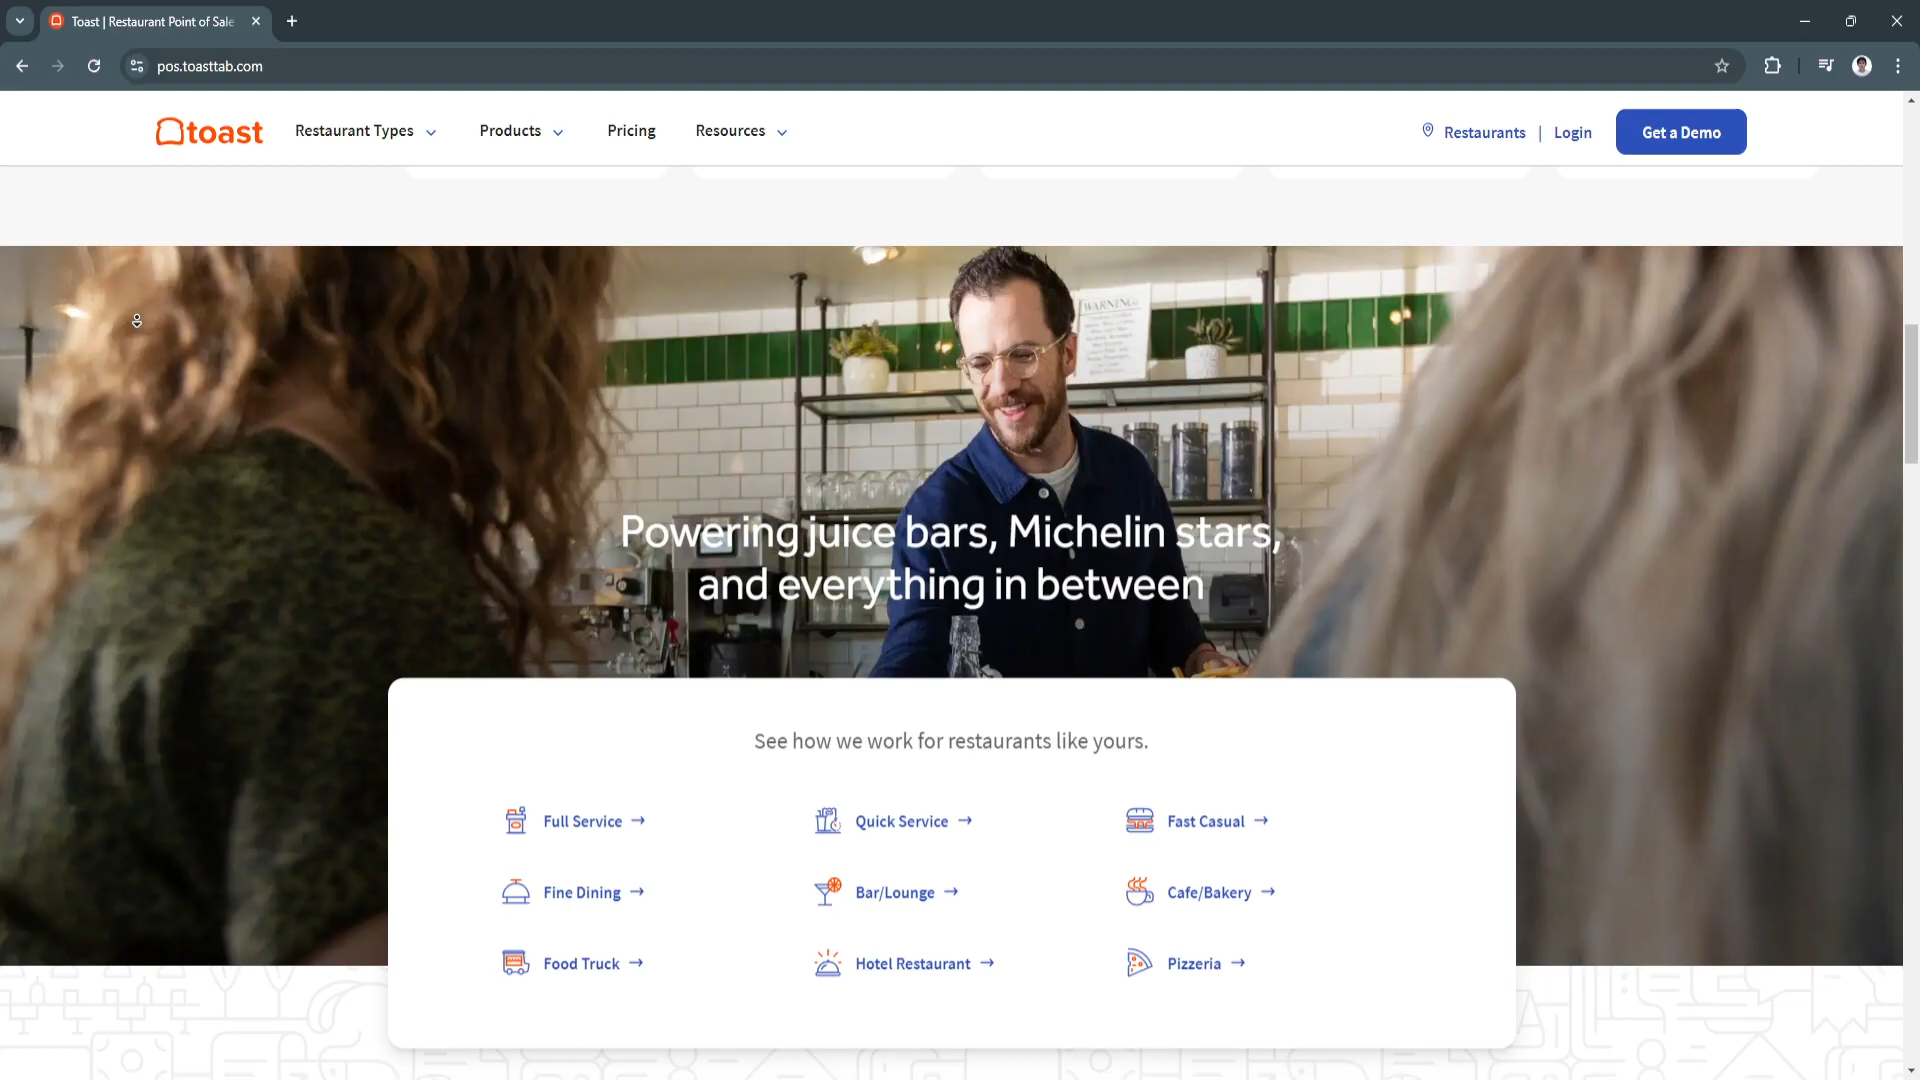 Toast | Restaurant Point of Sale
pos.toasttab.com
toast
Restaurant Types
Products
Pricing
Resources
Restaurants | Login
Get a Demo
WARNING:
Powering juice bars, Michelin stars,
and everything in between
See how we work for restaurants like yours.
Full Service → Quick Service → Fast Casual →
Fine Dining → Bar/Lounge → Cafe/Bakery →
Food Truck → Hotel Restaurant → Pizzeria →